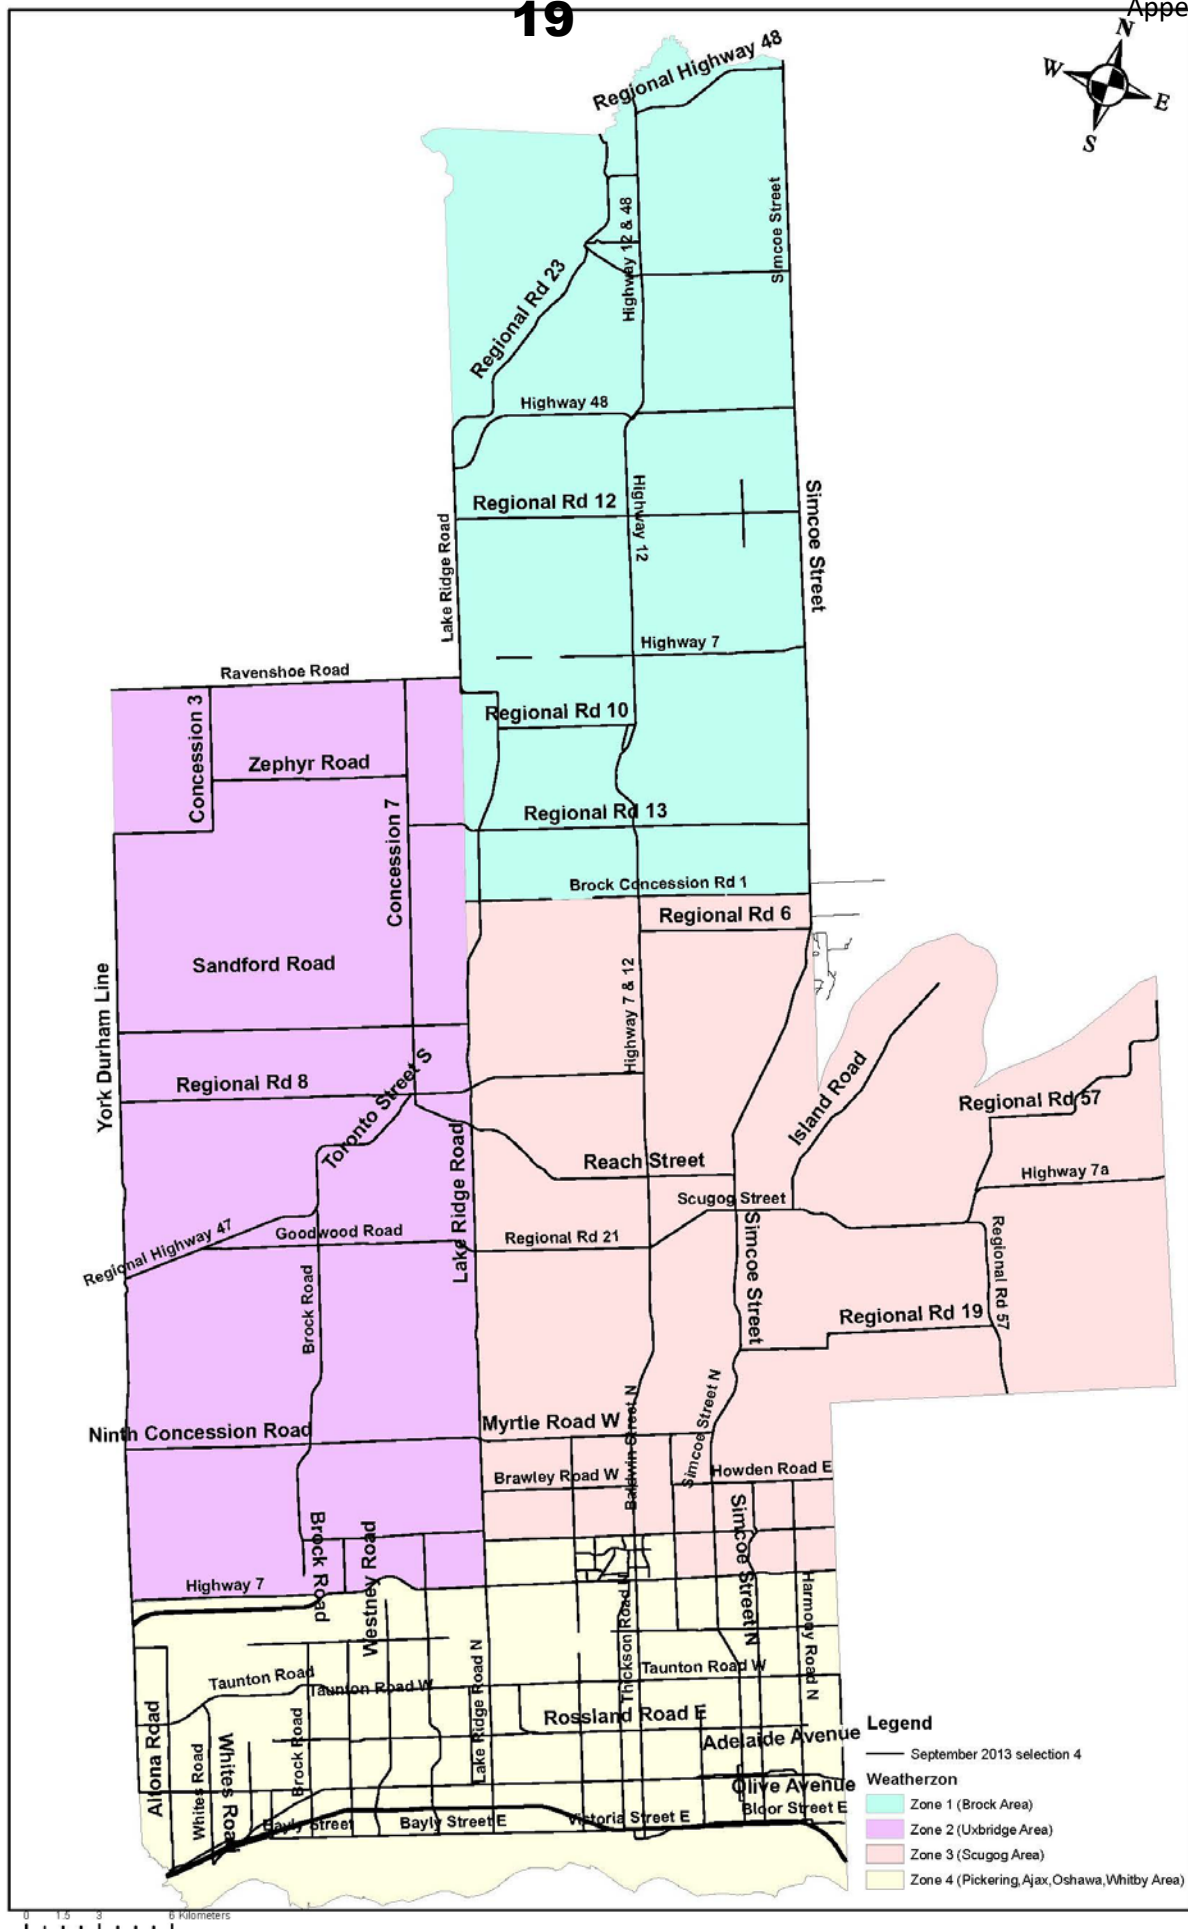 19
Appe
N
W
E
S
Regional Highway 48
Simcoe Street
Highway 12 & 48
Regional Rd 23
Highway 48
Regional Rd 12
Highway 12
Simcoe Street
Lake Ridge Road
Highway 7
Ravenshoe Road
Concession 3
Regional Rd 10
Zephyr Road
Concession 7
Regional Rd 13
Brock Concession Rd 1
Regional Rd 6
Sandford Road
York Durham Line
Highway 7 & 12
Regional Rd 8
Toronto Street S
Island Road
Regional Rd 57
Lake Ridge Road
Reach Street
Highway 7a
Scugog Street
Regional Highway 47
Goodwood Road
Regional Rd 21
Simcoe Street
Regional Rd 57
Brock Road
Regional Rd 19
Ninth Concession Road
Myrtle Road W
Baldwin Street N
Simcoe Street N
Brawley Road W
Howden Road E
Brock Road
Westney Road
Simcoe Street N
Highway 7
Thickson Road N
Harmony Road N
Taunton Road
Taunton Road W
Lake Ridge Road N
Taunton Road W
Altona Road
Whites Road
Whites Road
Brock Road
Rossland Road E
Adelaide Avenue
Olive Avenue
Bayly Street
Bayly Street E
Victoria Street E
Bloor Street E
Legend
September 2013 selection 4
Weatherzon
Zone 1 (Brock Area)
Zone 2 (Uxbridge Area)
Zone 3 (Scugog Area)
Zone 4 (Pickering,Ajax,Oshawa,Whitby Area)
0 1.5 3 6 Kilometers